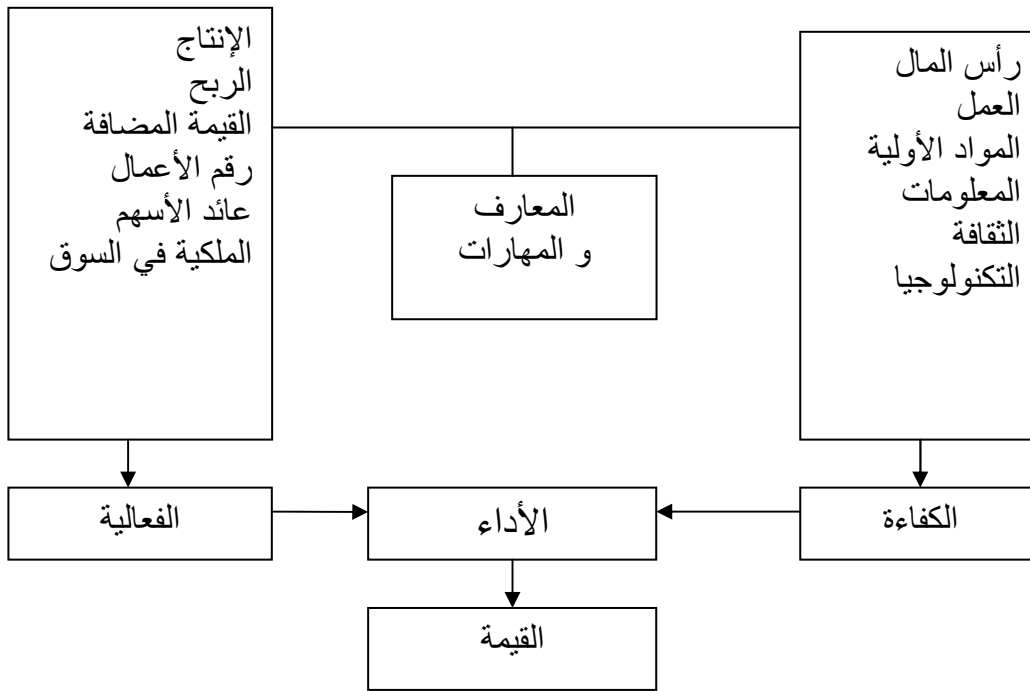 رأس المال
العمل
المواد الأولية
المعلومات
الثقافة
التكنولوجيا
المعارف
و المهارات
الإنتاج
الربح
القيمة المضافة
رقم الأعمال
عائد الأسهم
الملكية في السوق
الكفاءة
الأداء
الفعالية
القيمة